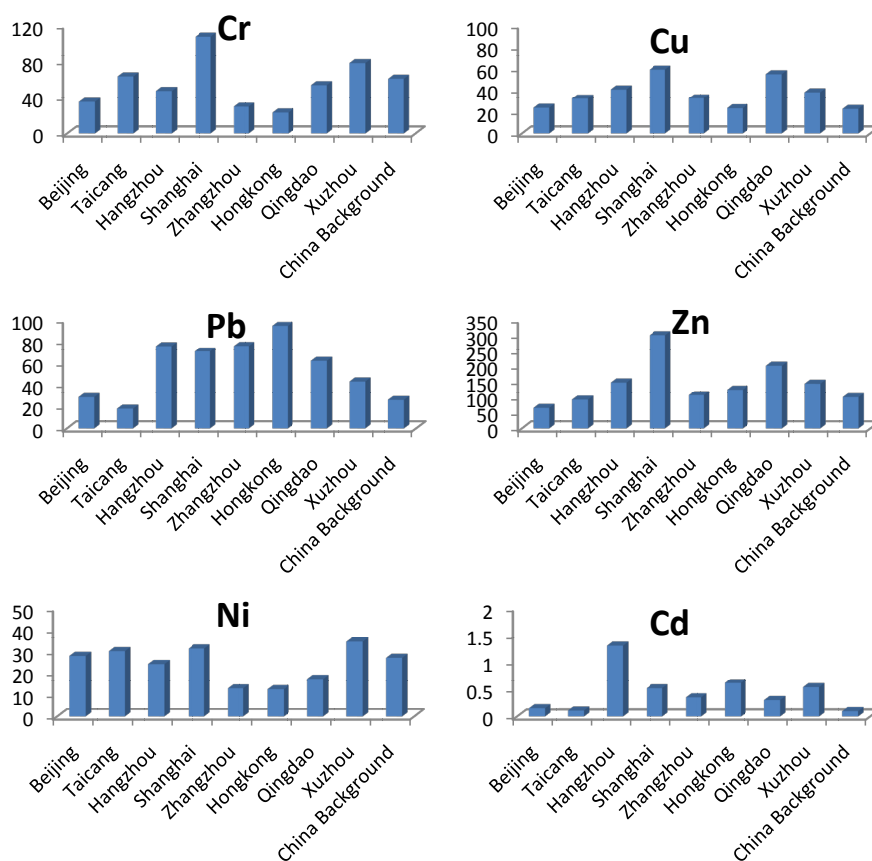 Cr
120
80
40
0
Beijing
Taicang
Hangzhou
Shanghai
Zhangzhou
Hongkong
Qingdao
Xuzhou
China Background
Cu
100
80
60
40
20
0
Beijing
Taicang
Hangzhou
Shanghai
Zhangzhou
Hongkong
Qingdao
Xuzhou
China Background
Pb
100
80
60
40
20
0
Beijing
Taicang
Hangzhou
Shanghai
Zhangzhou
Hongkong
Qingdao
Xuzhou
China Background
Zn
350
300
250
200
150
100
50
0
Beijing
Taicang
Hangzhou
Shanghai
Zhangzhou
Hongkong
Qingdao
Xuzhou
China Background
Ni
50
40
30
20
10
0
Beijing
Taicang
Hangzhou
Shanghai
Zhangzhou
Hongkong
Qingdao
Xuzhou
China Background
Cd
2
1.5
1
0.5
0
Beijing
Taicang
Hangzhou
Shanghai
Zhangzhou
Hongkong
Qingdao
Xuzhou
China Background